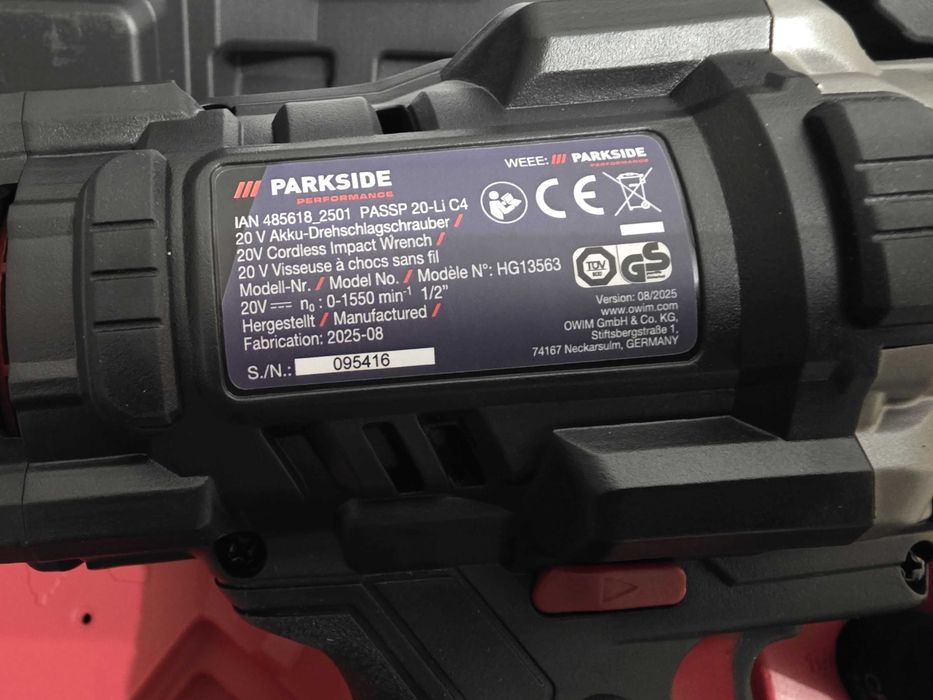 PARKSIDE
PERFORMANCE
IAN 485618_2501 PASSP 20-Li C4
20 V Akku-Drehschlagschrauber /
20V Cordless Impact Wrench /
20 V Visseuse à chocs sans fil
Modell-Nr. / Model No. / Modèle N°: HG13563
20V n₀ : 0-1550 min⁻¹ 1/2"
Hergestellt / Manufactured /
Fabrication: 2025-08
S./N.: 095416
WEEE: PARKSIDE
PERFORMANCE
CE
TÜV
GS
Version: 08/2025
www.owim.com
OWIM GmbH & Co. KG,
Stiftsbergstraße 1,
74167 Neckarsulm, GERMANY